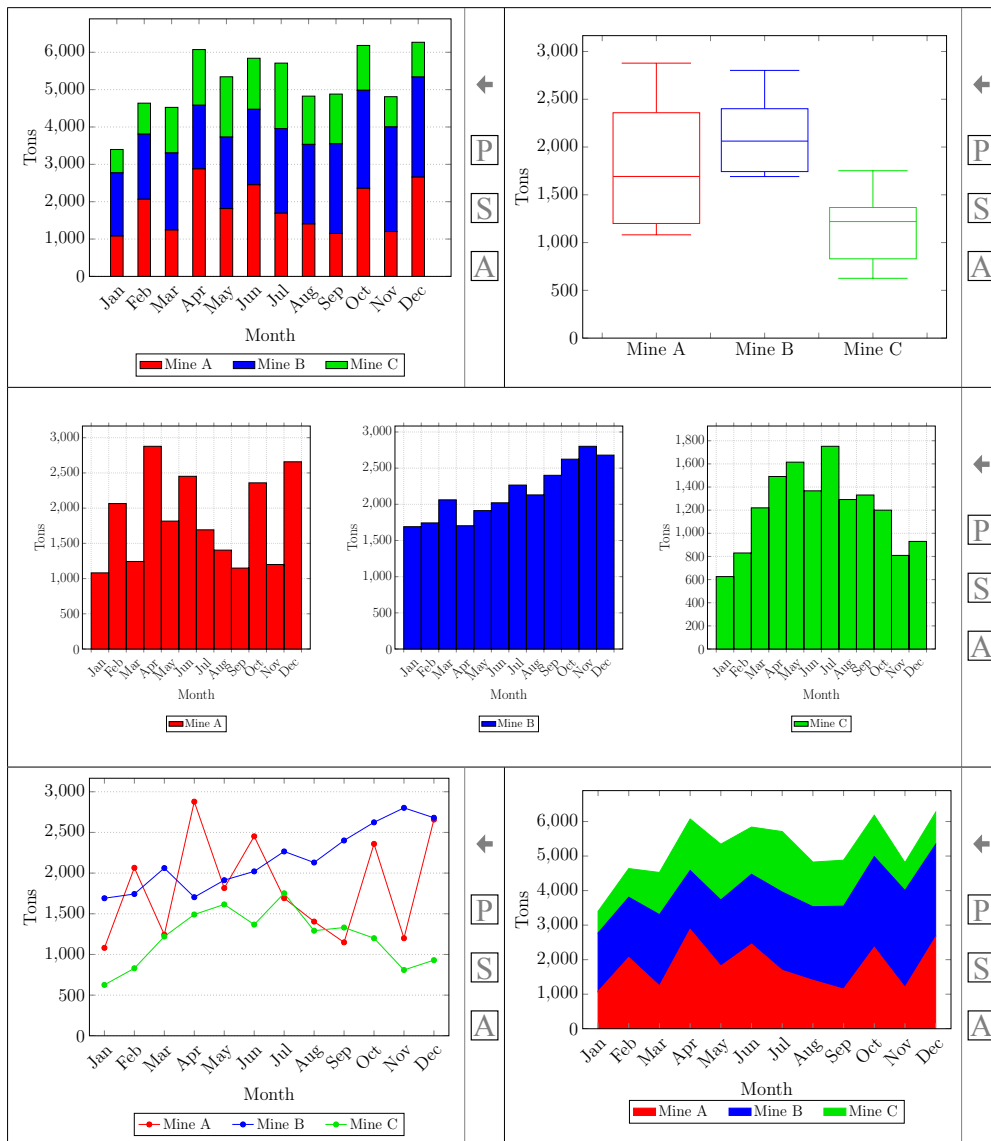 6,000
5,000
4,000
3,000
2,000
1,000
0
Tons
Jan Feb Mar Apr May Jun Jul Aug Sep Oct Nov Dec
Month
Mine A Mine B Mine C
P
S
A
3,000
2,500
2,000
1,500
1,000
500
0
Tons
Mine A Mine B Mine C
P
S
A
3,000
2,500
2,000
1,500
1,000
500
0
Tons
Jan Feb Mar Apr May Jun Jul Aug Sep Oct Nov Dec
Month
Mine A
3,000
2,500
2,000
1,500
1,000
500
0
Tons
Jan Feb Mar Apr May Jun Jul Aug Sep Oct Nov Dec
Month
Mine B
1,800
1,600
1,400
1,200
1,000
800
600
400
200
0
Tons
Jan Feb Mar Apr May Jun Jul Aug Sep Oct Nov Dec
Month
Mine C
P
S
A
3,000
2,500
2,000
1,500
1,000
500
0
Tons
Jan Feb Mar Apr May Jun Jul Aug Sep Oct Nov Dec
Month
Mine A Mine B Mine C
P
S
A
6,000
5,000
4,000
3,000
2,000
1,000
0
Tons
Jan Feb Mar Apr May Jun Jul Aug Sep Oct Nov Dec
Month
Mine A Mine B Mine C
P
S
A